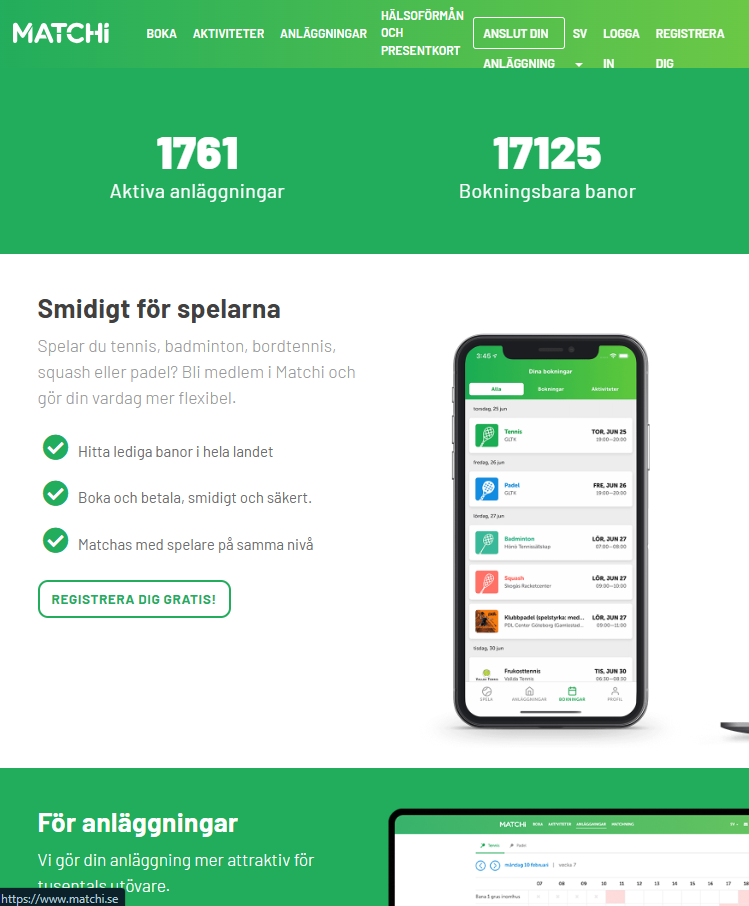 MATCHi
BOKA
AKTIVITETER
ANLÄGGNINGAR
HÄLSOFÖRMÅN
OCH
PRESENTKORT
ANSLUT DIN
ANLÄGGNING
SV
LOGGA
IN
REGISTRERA
DIG
1761
Aktiva anläggningar
17125
Bokningsbara banor
Smidigt för spelarna
Spelar du tennis, badminton, bordtennis,
squash eller padel? Bli medlem i Matchi och
gör din vardag mer flexibel.
Hitta lediga banor i hela landet
Boka och betala, smidigt och säkert.
Matchas med spelare på samma nivå
REGISTRERA DIG GRATIS!
3:45
Dina bokningar
Alla
Bokningar
Aktiviteter
torsdag, 25 jun
Tennis TOR, JUN 25
GLTK 19:00–20:00
fredag, 26 jun
Padel FRE, JUN 26
GLTK 19:00–20:00
lördag, 27 jun
Badminton LÖR, JUN 27
Hisno Tennissällskap 07:00–08:00
Squash LÖR, JUN 27
Skogås Racketcenter 09:00–10:00
Klubbpadel (spelstyrka: med... LÖR, JUN 27
PDL Center Göteborg (Gamlestad... 09:00–11:00
tisdag, 30 jun
Frukosttennis TIS, JUN 30
Vallda Tennis 06:30–08:30
SPELA
ANLÄGGNINGAR
BOKNINGAR
PROFIL
För anläggningar
Vi gör din anläggning mer attraktiv för
tusentals utövare.
MATCHi
BOKA
AKTIVITETER
ANLÄGGNINGAR
MATCHNING
SV
Tennis
Padel
måndag 10 februari | vecka 7
07 08 09 10 11 12 13 14 15 16 17 18
Bana 1 grus inomhus
https://www.matchi.se